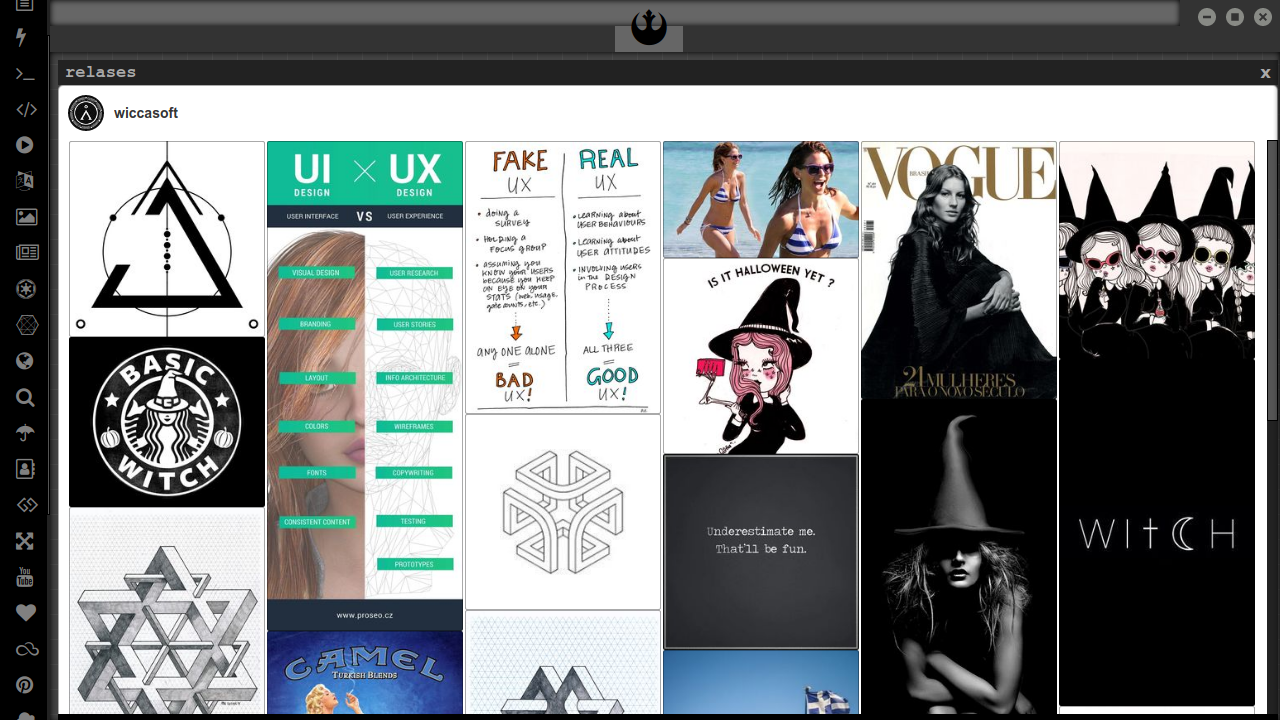 relases
x
wiccasoft
UI UX
DESIGN DESIGN
USER INTERFACE VS USER EXPERIENCE
VISUAL DESIGN
USER RESEARCH
BRANDING
USER STORIES
LAYOUT
INFO ARCHITECTURE
COLORS
WIREFRAMES
FONTS
COPYWRITING
CONSISTENT CONTENT
TESTING
PROTOTYPES
www.proseo.cz
CAMEL
TURKISH BLENDS
BASIC
WITCH
FAKE
UX
• doing a
SURVEY
• HOLDING a
FOCUS GROUP
• ASSUMING you
KNOW your USERS
because you KEEP
ON EYE ON your
STATS (web, usage,
ANY ONE ALONE
=
BAD
UX!
REAL
UX
• LEARNING about
USER BEHAVIOURS
• LEARNING about
USER ATTITUDES
• INVOLVING users
in the DESIGN
PROCESS
ALL THREE
=
GOOD
UX!
IS IT HALLOWEEN YET ?
Underestimate me.
That'll be fun.
VOGUE
BRASIL
21 MULHERES
PARA O NOVO SÉCULO
WITCH
You
Tube